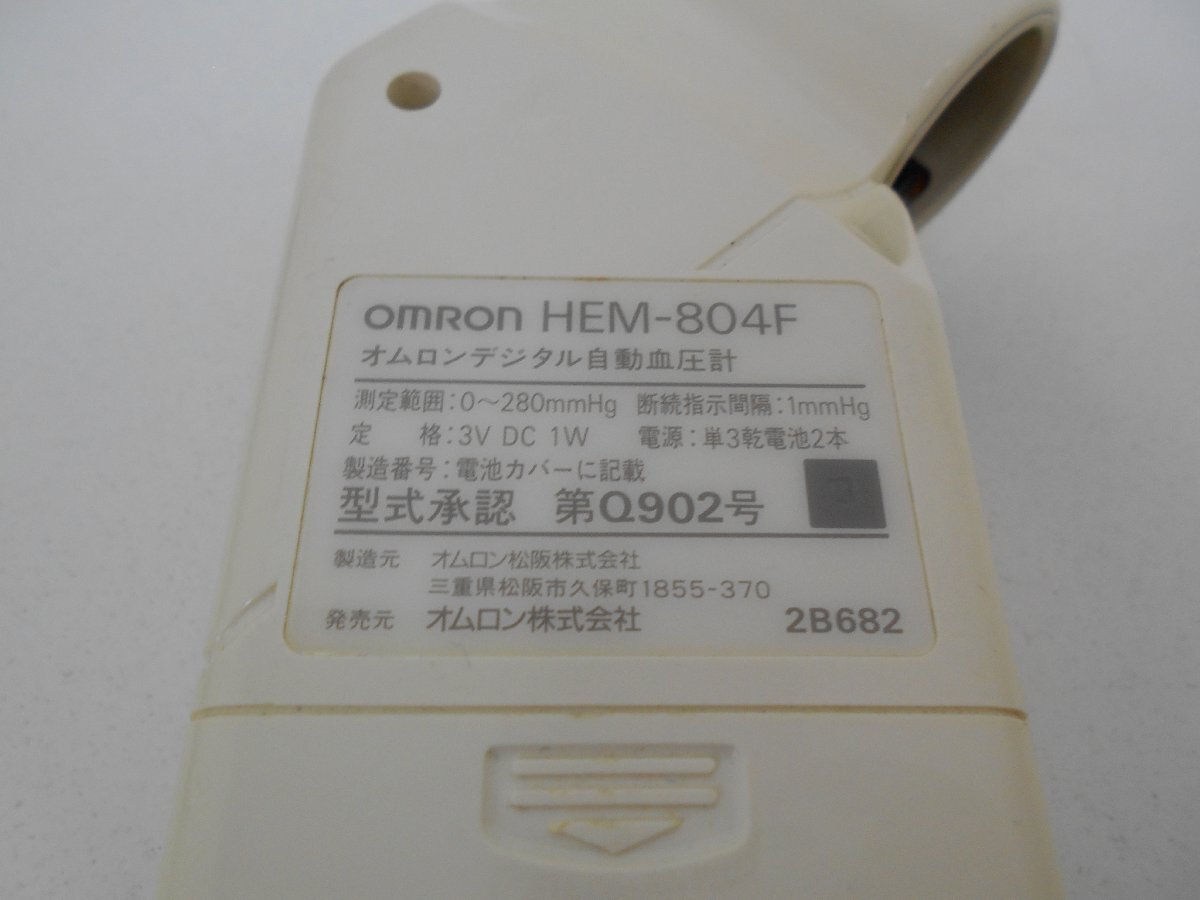 OMRON HEM-804F
オムロンデジタル自動血圧計
測定範囲:0〜280mmHg 断続指示間隔:1mmHg
定 格:3V DC 1W 電源:単3乾電池2本
製造番号:電池カバーに記載
型式承認 第Q902号
製造元 オムロン松阪株式会社
三重県松阪市久保町1855-370
発売元 オムロン株式会社 2B682